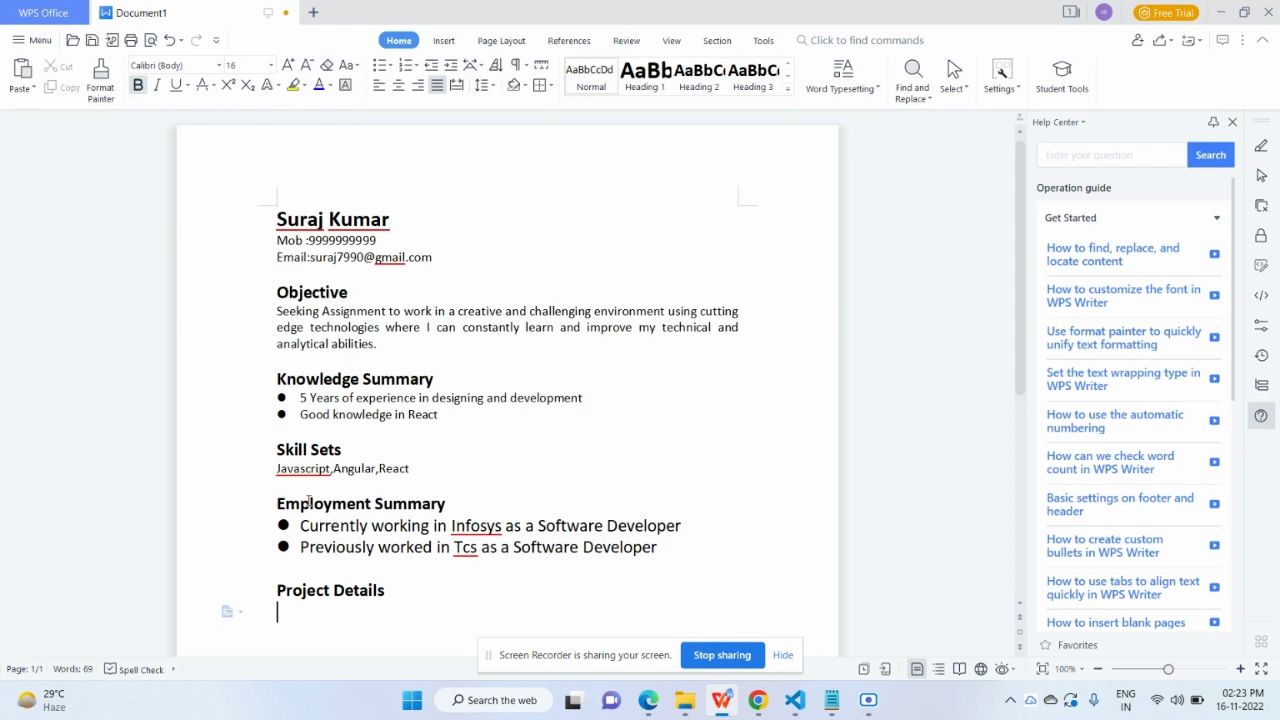 WPS Office
Document1
1
sk
Free Trial
Menu
Home
Insert
Page Layout
References
Review
View
Section
Tools
Click to find commands
Paste
Cut
Copy
Format Painter
Calibri (Body)
16
AaBbCcDd
Normal
AaBb
Heading 1
AaBbCc
Heading 2
AaBbCc
Heading 3
Word Typesetting
Find and Replace
Select
Settings
Student Tools
Suraj Kumar
Mob :9999999999
Email:suraj7990@gmail.com
Objective
Seeking Assignment to work in a creative and challenging environment using cutting
edge technologies where I can constantly learn and improve my technical and
analytical abilities.
Knowledge Summary
● 5 Years of experience in designing and development
● Good knowledge in React
Skill Sets
Javascript,Angular,React
Employment Summary
● Currently working in Infosys as a Software Developer
● Previously worked in Tcs as a Software Developer
Project Details
Help Center
Enter your question
Search
Operation guide
Get Started
How to find, replace, and
locate content
How to customize the font in
WPS Writer
Use format painter to quickly
unify text formatting
Set the text wrapping type in
WPS Writer
How to use the automatic
numbering
How can we check word
count in WPS Writer
Basic settings on footer and
header
How to create custom
bullets in WPS Writer
How to use tabs to align text
quickly in WPS Writer
How to insert blank pages
Favorites
Screen Recorder is sharing your screen.
Stop sharing
Hide
Page: 1/1
Words: 69
Spell Check
100%
29°C
Haze
Search the web
ENG
IN
02:23 PM
16-11-2022